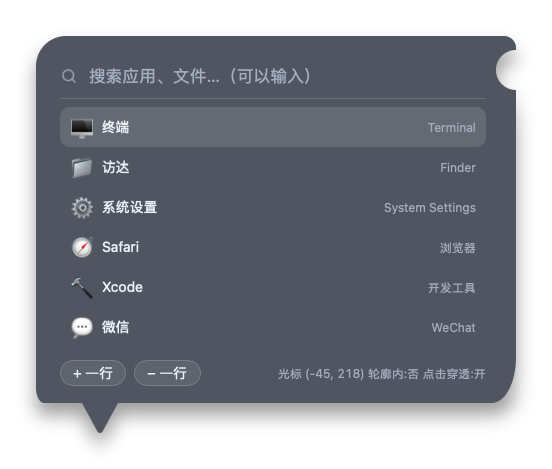 搜索应用、文件...（可以输入）
终端 Terminal
访达 Finder
系统设置 System Settings
Safari 浏览器
Xcode 开发工具
微信 WeChat
+ 一行 − 一行 光标 (-45, 218) 轮廓内:否 点击穿透:开